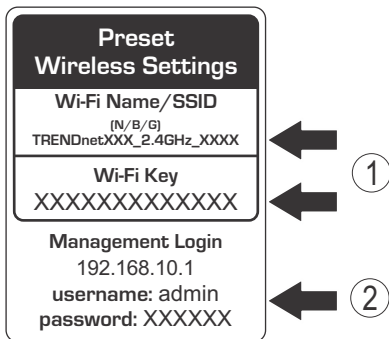 Preset
Wireless Settings
Wi-Fi Name/SSID
(N/B/G)
TRENDnetXXX_2.4GHz_XXXX
1
Wi-Fi Key
XXXXXXXXXXXXX
Management Login
192.168.10.1
username: admin
2
password: XXXXXX